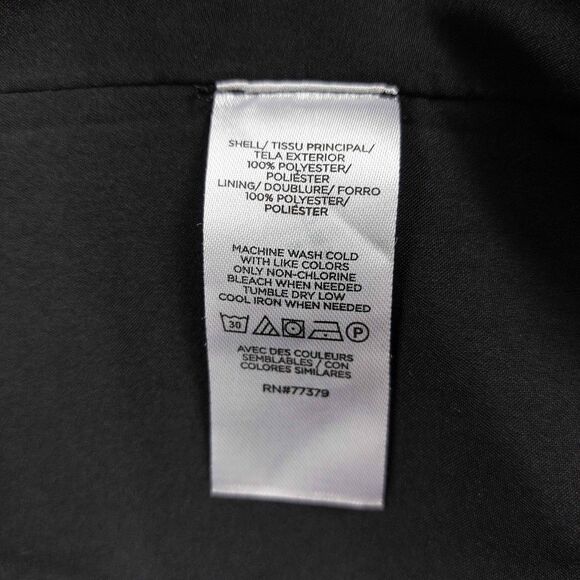 SHELL/ TISSU PRINCIPAL/
TELA EXTERIOR
100% POLYESTER/
POLIÉSTER
LINING/ DOUBLURE/ FORRO
100% POLYESTER/
POLIÉSTER
MACHINE WASH COLD
WITH LIKE COLORS
ONLY NON-CHLORINE
BLEACH WHEN NEEDED
TUMBLE DRY LOW
COOL IRON WHEN NEEDED
30 P
AVEC DES COULEURS
SEMBLABLES / CON
COLORES SIMILARES
RN#77379